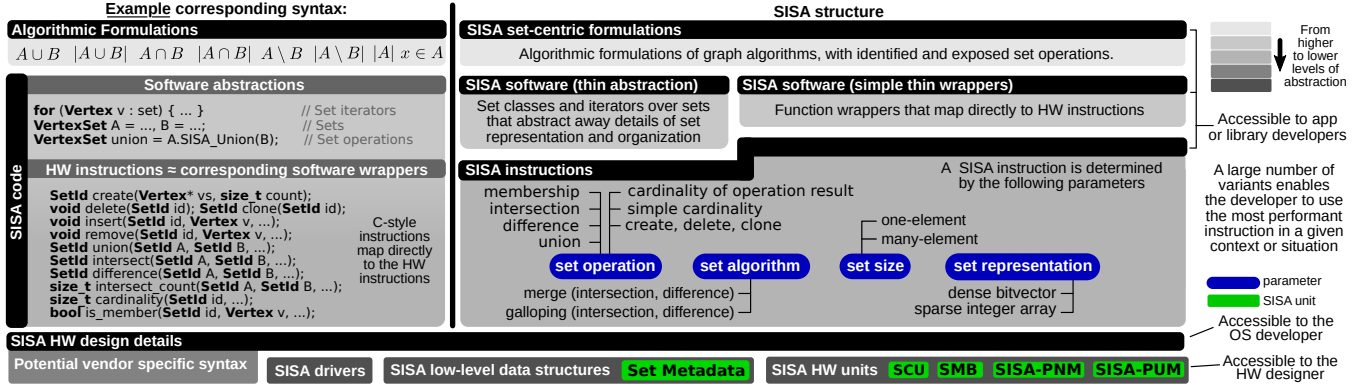 Example corresponding syntax:
Algorithmic Formulations
A ∪ B |A ∪ B| A ∩ B |A ∩ B| A \ B |A \ B| |A| x ∈ A
SISA code
Software abstractions
for (Vertex v : set) { ... } // Set iterators
VertexSet A = ..., B = ...; // Sets
VertexSet union = A.SISA_Union(B); // Set operations
HW instructions ≈ corresponding software wrappers
SetId create(Vertex* vs, size_t count);
void delete(SetId id); SetId clone(SetId id);
void insert(SetId id, Vertex v, ...);
void remove(SetId id, Vertex v, ...);
SetId union(SetId A, SetId B, ...);
SetId intersect(SetId A, SetId B, ...);
SetId difference(SetId A, SetId B, ...);
size_t intersect_count(SetId A, SetId B, ...);
size_t cardinality(SetId id, ...);
bool is_member(SetId id, Vertex v, ...);
C-style
instructions
map directly
to the HW
instructions
SISA structure
SISA set-centric formulations
Algorithmic formulations of graph algorithms, with identified and exposed set operations.
SISA software (thin abstraction)
Set classes and iterators over sets
that abstract away details of set
representation and organization
SISA software (simple thin wrappers)
Function wrappers that map directly to HW instructions
SISA instructions
A SISA instruction is determined
by the following parameters
membership
intersection
difference
union
cardinality of operation result
simple cardinality
create, delete, clone
one-element
many-element
set operation
set algorithm
set size
set representation
merge (intersection, difference)
galloping (intersection, difference)
dense bitvector
sparse integer array
From
higher
to lower
levels of
abstraction
Accessible to app
or library developers
A large number of
variants enables
the developer to use
the most performant
instruction in a given
context or situation
parameter
SISA unit
Accessible to the
OS developer
Accessible to the
HW designer
SISA HW design details
Potential vendor specific syntax
SISA drivers
SISA low-level data structures Set Metadata
SISA HW units SCU SMB SISA-PNM SISA-PUM